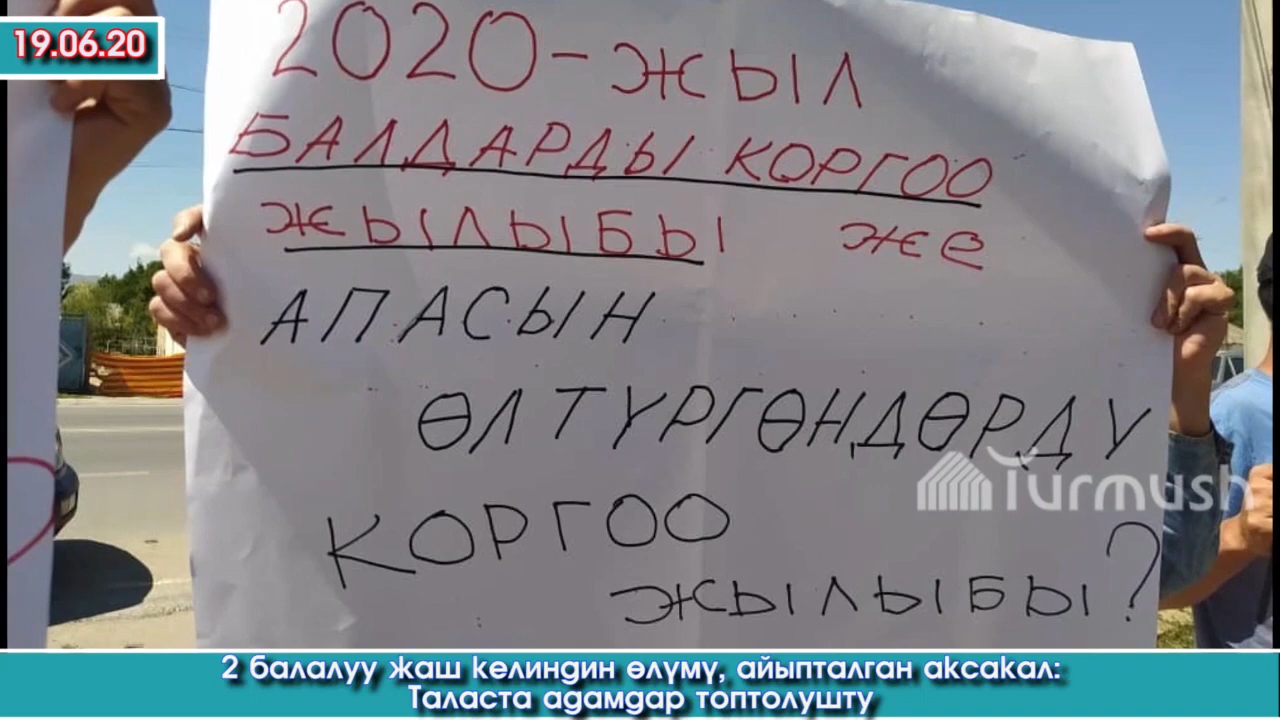 19.06.20
2020-ЖЫЛ
БАЛДАРДЫ КОРГОО
ЖЫЛЫБЫ ЖЕ
АПАСЫН
ӨЛТҮРГӨНДӨРДҮ
КОРГОО
ЖЫЛЫБЫ?
Turmush
2 балалуу жаш келиндин өлүмү, айыпталган аксакал:
Таласта адамдар топтолушту